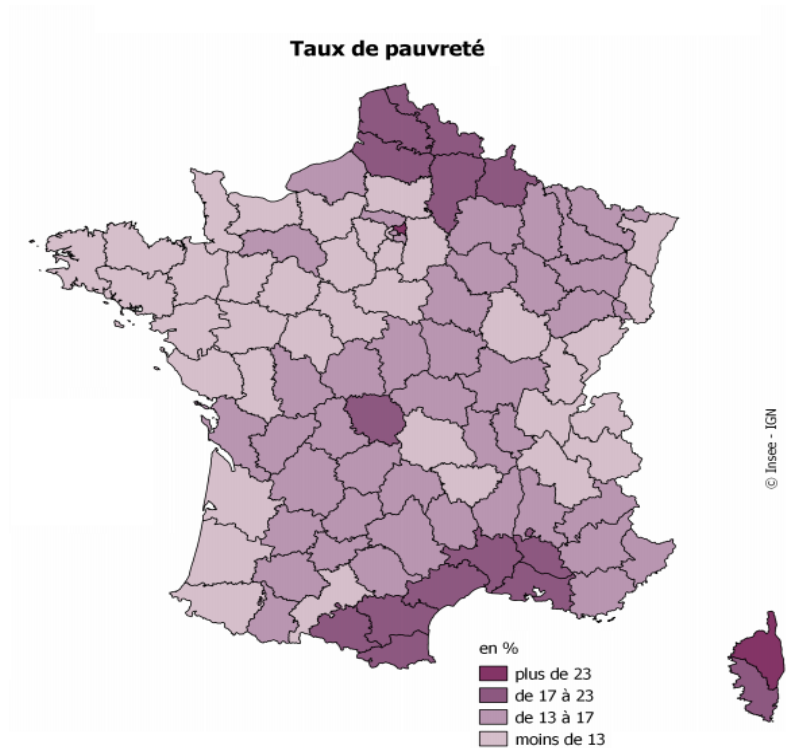 Taux de pauvreté
© Insee - IGN
en %
plus de 23
de 17 à 23
de 13 à 17
moins de 13